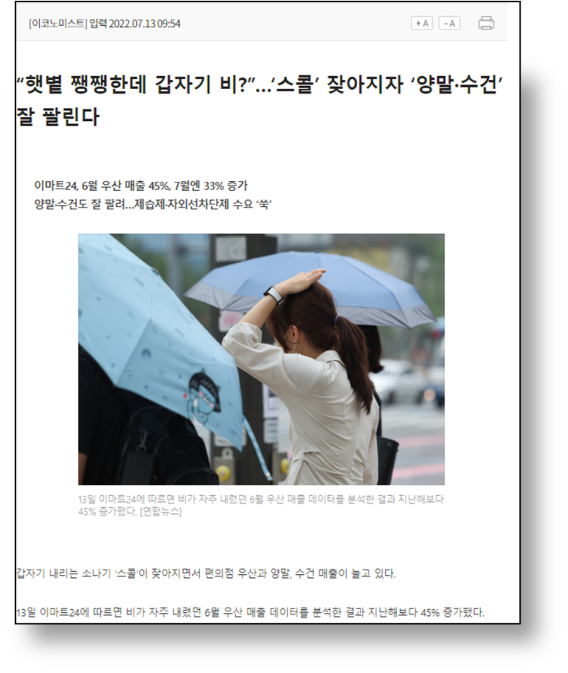 [이코노미스트] 입력 2022.07.13 09:54
+ A
- A
“햇볕 쨍쨍한데 갑자기 비?”…‘스콜’ 잦아지자 ‘양말·수건’
잘 팔린다
이마트24, 6월 우산 매출 45%, 7월엔 33% 증가
양말·수건도 잘 팔려…제습제·자외선차단제 수요 ‘쑥’
13일 이마트24에 따르면 비가 자주 내렸던 6월 우산 매출 데이터를 분석한 결과 지난해보다
45% 증가했다. [연합뉴스]
갑자기 내리는 소나기 ‘스콜’이 잦아지면서 편의점 우산과 양말, 수건 매출이 늘고 있다.
13일 이마트24에 따르면 비가 자주 내렸던 6월 우산 매출 데이터를 분석한 결과 지난해보다 45% 증가했다.